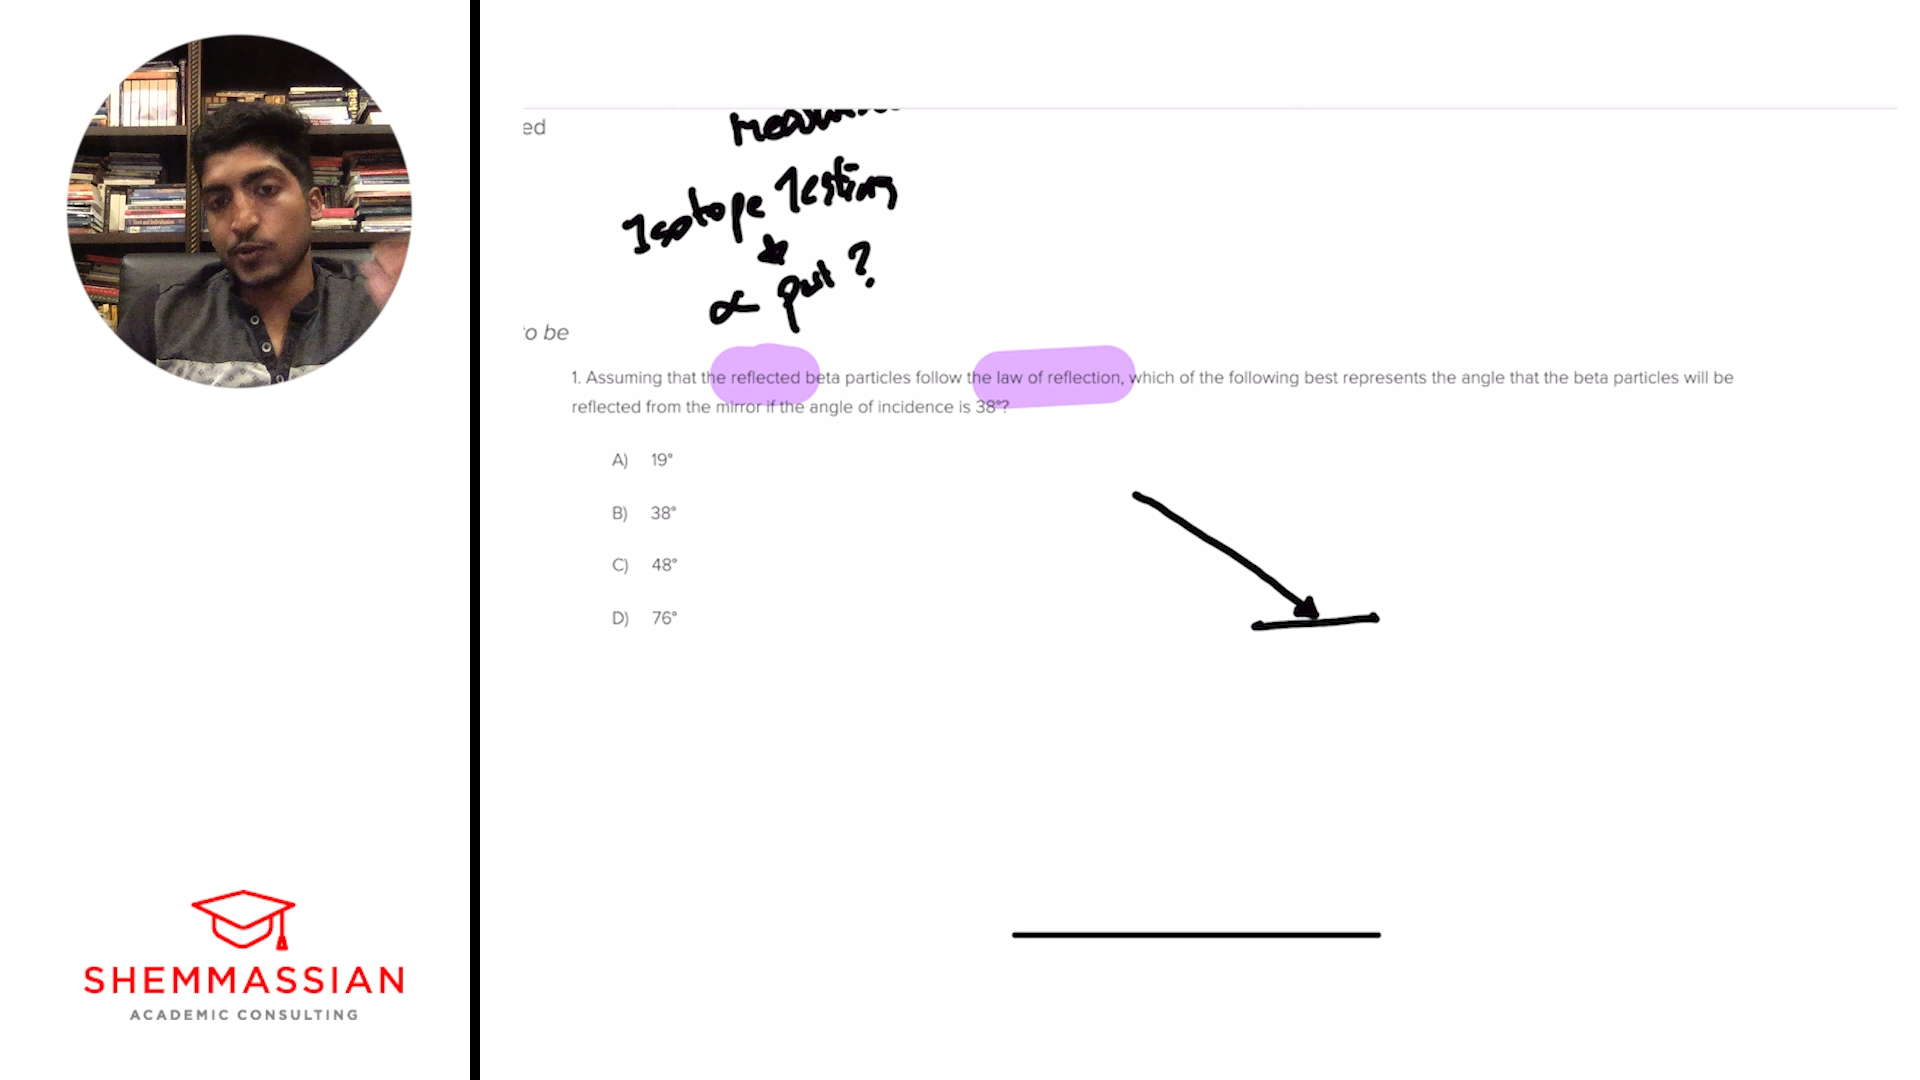 ed
Isotope Testing
α part?
to be
1. Assuming that the reflected beta particles follow the law of reflection, which of the following best represents the angle that the beta particles will be
reflected from the mirror if the angle of incidence is 38°?
A) 19°
B) 38°
C) 48°
D) 76°
SHEMMASSIAN
ACADEMIC CONSULTING